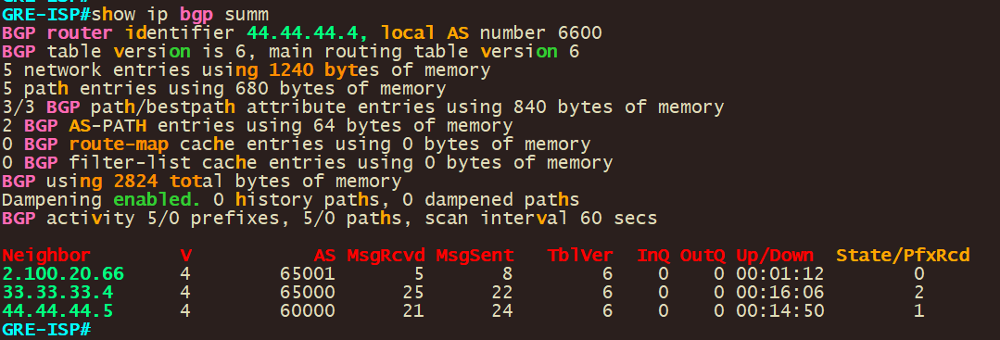 GRE-ISP#show ip bgp summ
BGP router identifier 44.44.44.4, local AS number 6600
BGP table version is 6, main routing table version 6
5 network entries using 1240 bytes of memory
5 path entries using 680 bytes of memory
3/3 BGP path/bestpath attribute entries using 840 bytes of memory
2 BGP AS-PATH entries using 64 bytes of memory
0 BGP route-map cache entries using 0 bytes of memory
0 BGP filter-list cache entries using 0 bytes of memory
BGP using 2824 total bytes of memory
Dampening enabled. 0 history paths, 0 dampened paths
BGP activity 5/0 prefixes, 5/0 paths, scan interval 60 secs
Neighbor V AS MsgRcvd MsgSent TblVer InQ OutQ Up/Down State/PfxRcd
2.100.20.66 4 65001 5 8 6 0 0 00:01:12 0
33.33.33.4 4 65000 25 22 6 0 0 00:16:06 2
44.44.44.5 4 60000 21 24 6 0 0 00:14:50 1
GRE-ISP#